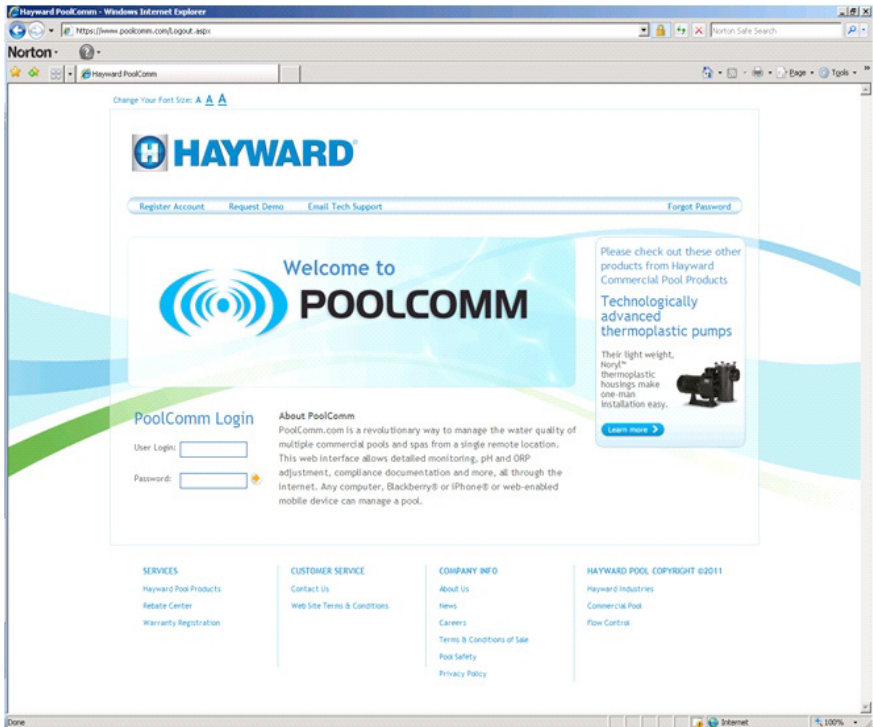 Hayward PoolComm - Windows Internet Explorer
https://www.poolcomm.com/Logout.aspx
Norton Safe Search
Norton
Hayward PoolComm
Page
Tools
Change Your Font Size: A A A
H HAYWARD®
Register Account
Request Demo
Email Tech Support
Forgot Password
Welcome to
POOLCOMM
Please check out these other
products from Hayward
Commercial Pool Products
Technologically
advanced
thermoplastic pumps
Their light weight,
Noryl™
thermoplastic
housings make
one-man
installation easy.
Learn more
PoolComm Login
User Login:
Password:
About PoolComm
PoolComm.com is a revolutionary way to manage the water quality of
multiple commercial pools and spas from a single remote location.
This web interface allows detailed monitoring, pH and ORP
adjustment, compliance documentation and more, all through the
internet. Any computer, Blackberry® or iPhone® or web-enabled
mobile device can manage a pool.
SERVICES
Hayward Pool Products
Rebate Center
Warranty Registration
CUSTOMER SERVICE
Contact Us
Web Site Terms & Conditions
COMPANY INFO
About Us
News
Careers
Terms & Conditions of Sale
Pool Safety
Privacy Policy
HAYWARD POOL COPYRIGHT ©2011
Hayward Industries
Commercial Pool
Flow Control
Done
Internet
100%